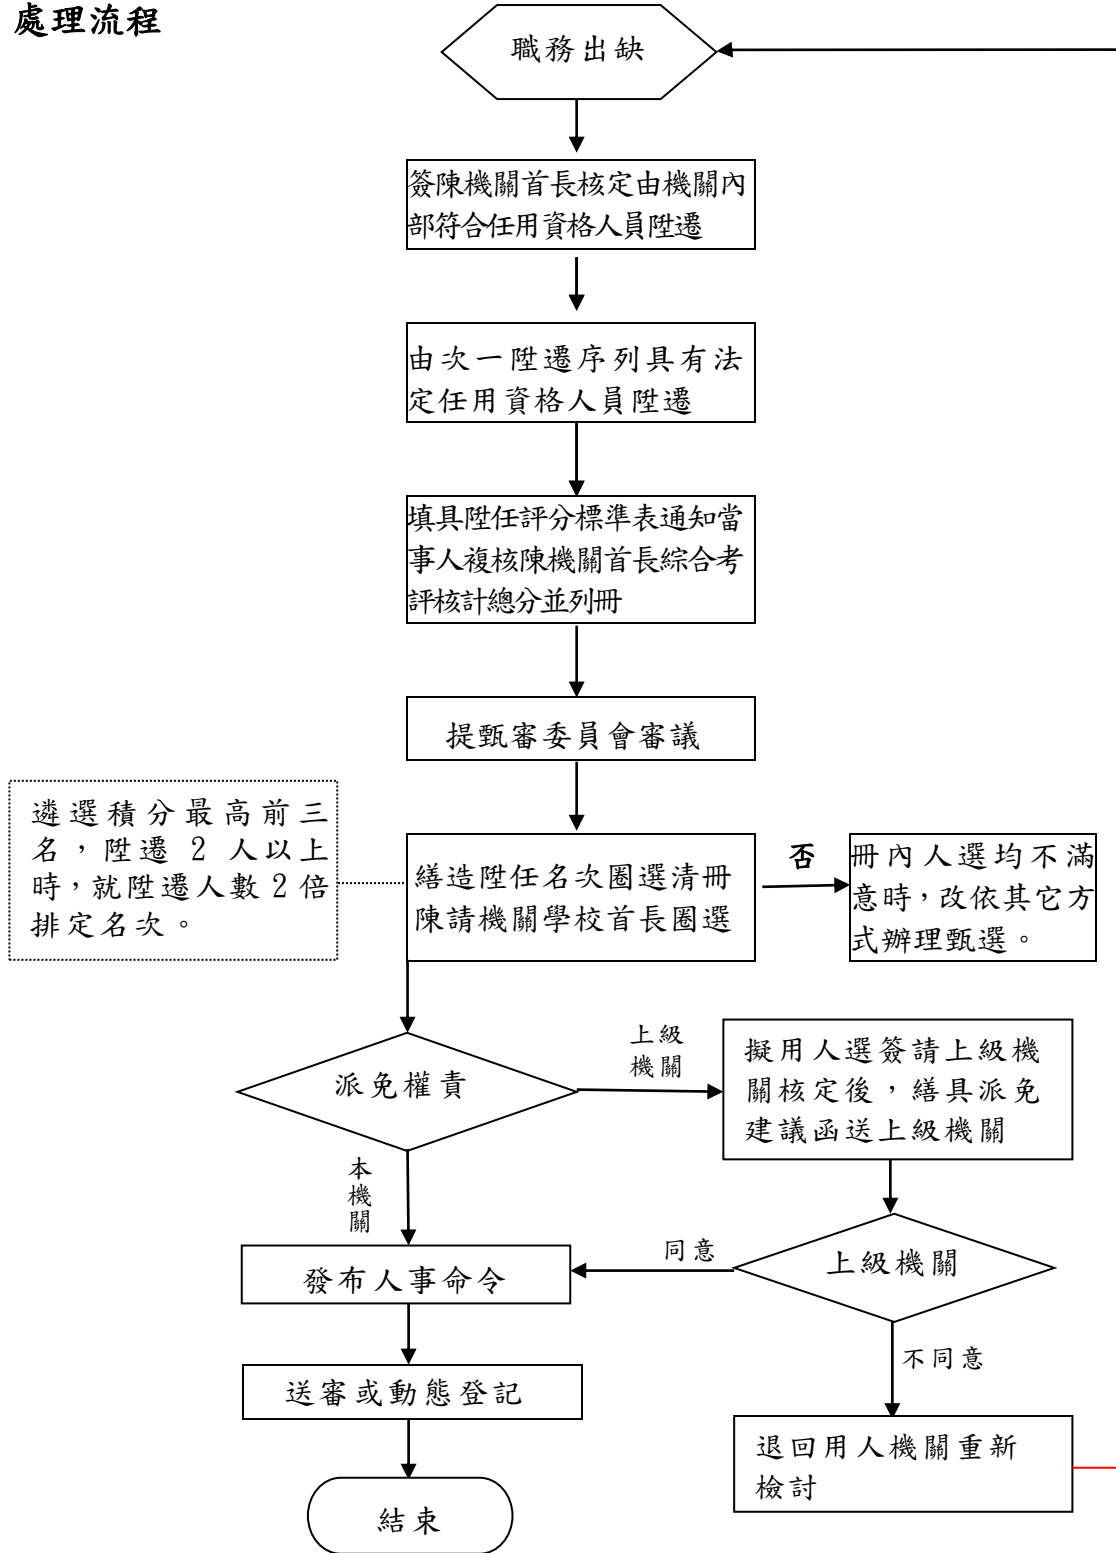 處理流程
職務出缺
簽陳機關首長核定由機關內
部符合任用資格人員陞遷
由次一陞遷序列具有法
定任用資格人員陞遷
填具陞任評分標準表通知當
事人複核陳機關首長綜合考
評核計總分並列冊
提甄審委員會審議
遴選積分最高前三
名，陞遷 2 人以上
時，就陞遷人數 2 倍
排定名次。
繕造陞任名次圈選清冊
陳請機關學校首長圈選
否
冊內人選均不滿
意時，改依其它方
式辦理甄選。
派免權責
上級
機關
擬用人選簽請上級機
關核定後，繕具派免
建議函送上級機關
本
機
關
發布人事命令
同意
上級機關
不同意
送審或動態登記
退回用人機關重新
檢討
結束